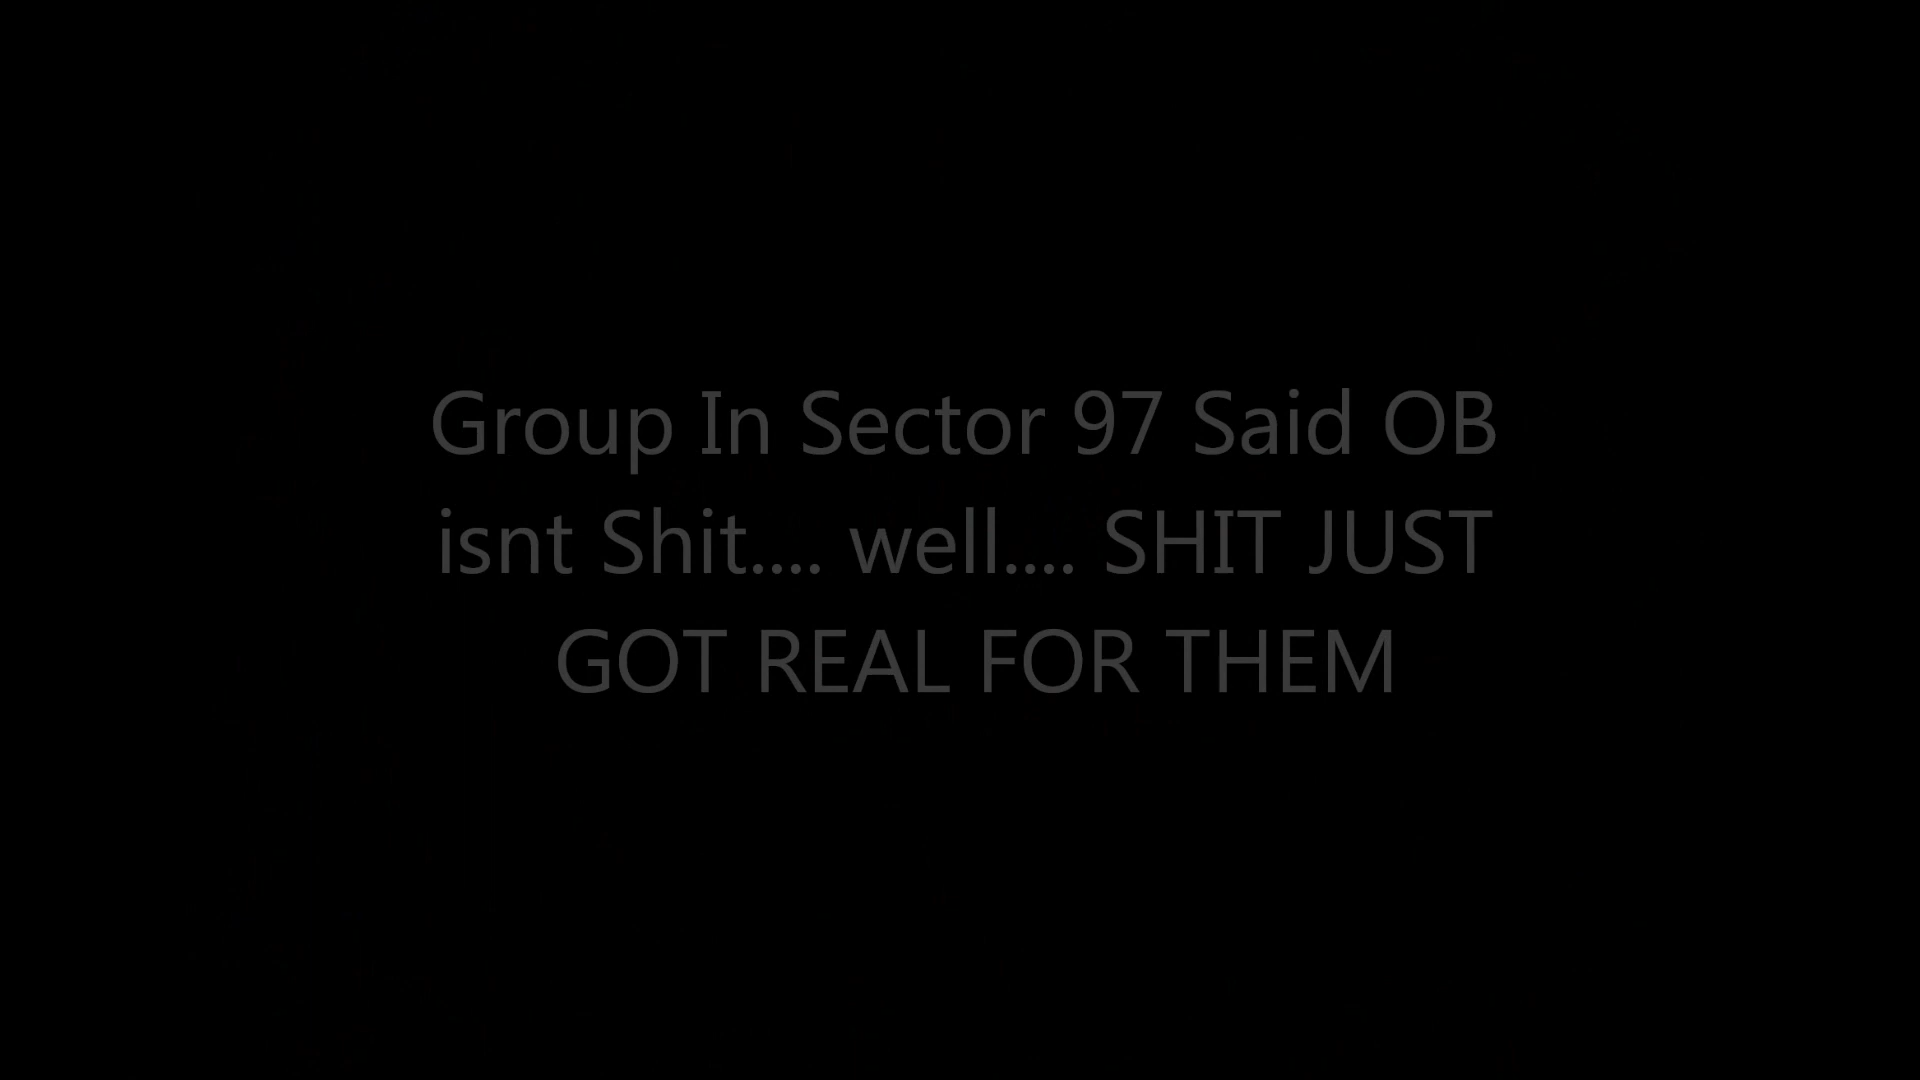 Group In Sector 97 Said OB
isnt Shit.... well.... SHIT JUST
GOT REAL FOR THEM